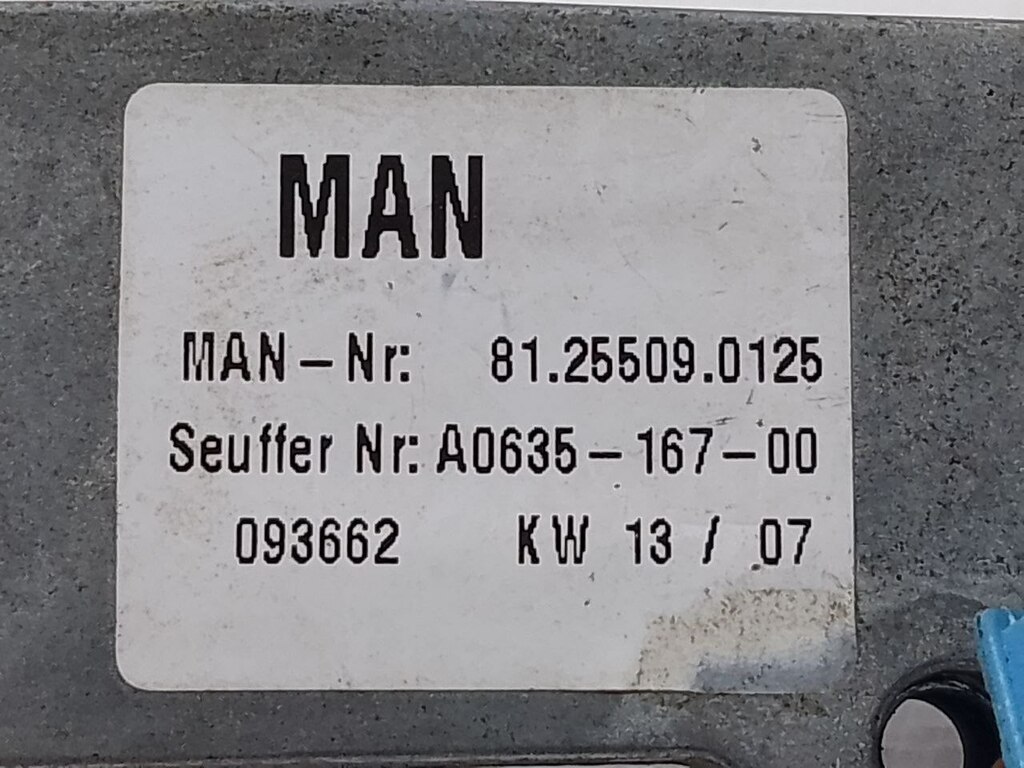 MAN
MAN-Nr: 81.25509.0125
Seuffer Nr: A0635-167-00
093662 KW 13 / 07